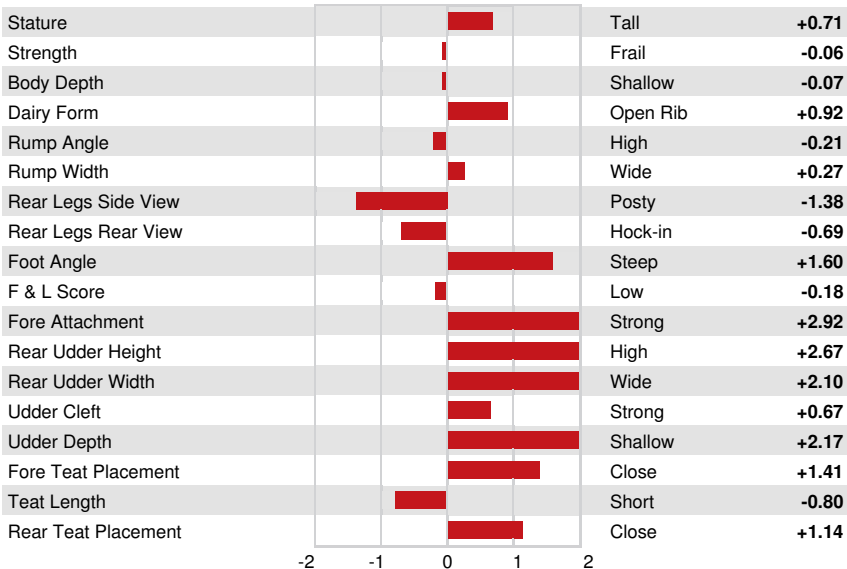 Stature Tall +0.71
Strength Frail -0.06
Body Depth Shallow -0.07
Dairy Form Open Rib +0.92
Rump Angle High -0.21
Rump Width Wide +0.27
Rear Legs Side View Posty -1.38
Rear Legs Rear View Hock-in -0.69
Foot Angle Steep +1.60
F & L Score Low -0.18
Fore Attachment Strong +2.92
Rear Udder Height High +2.67
Rear Udder Width Wide +2.10
Udder Cleft Strong +0.67
Udder Depth Shallow +2.17
Fore Teat Placement Close +1.41
Teat Length Short -0.80
Rear Teat Placement Close +1.14
-2 -1 0 1 2